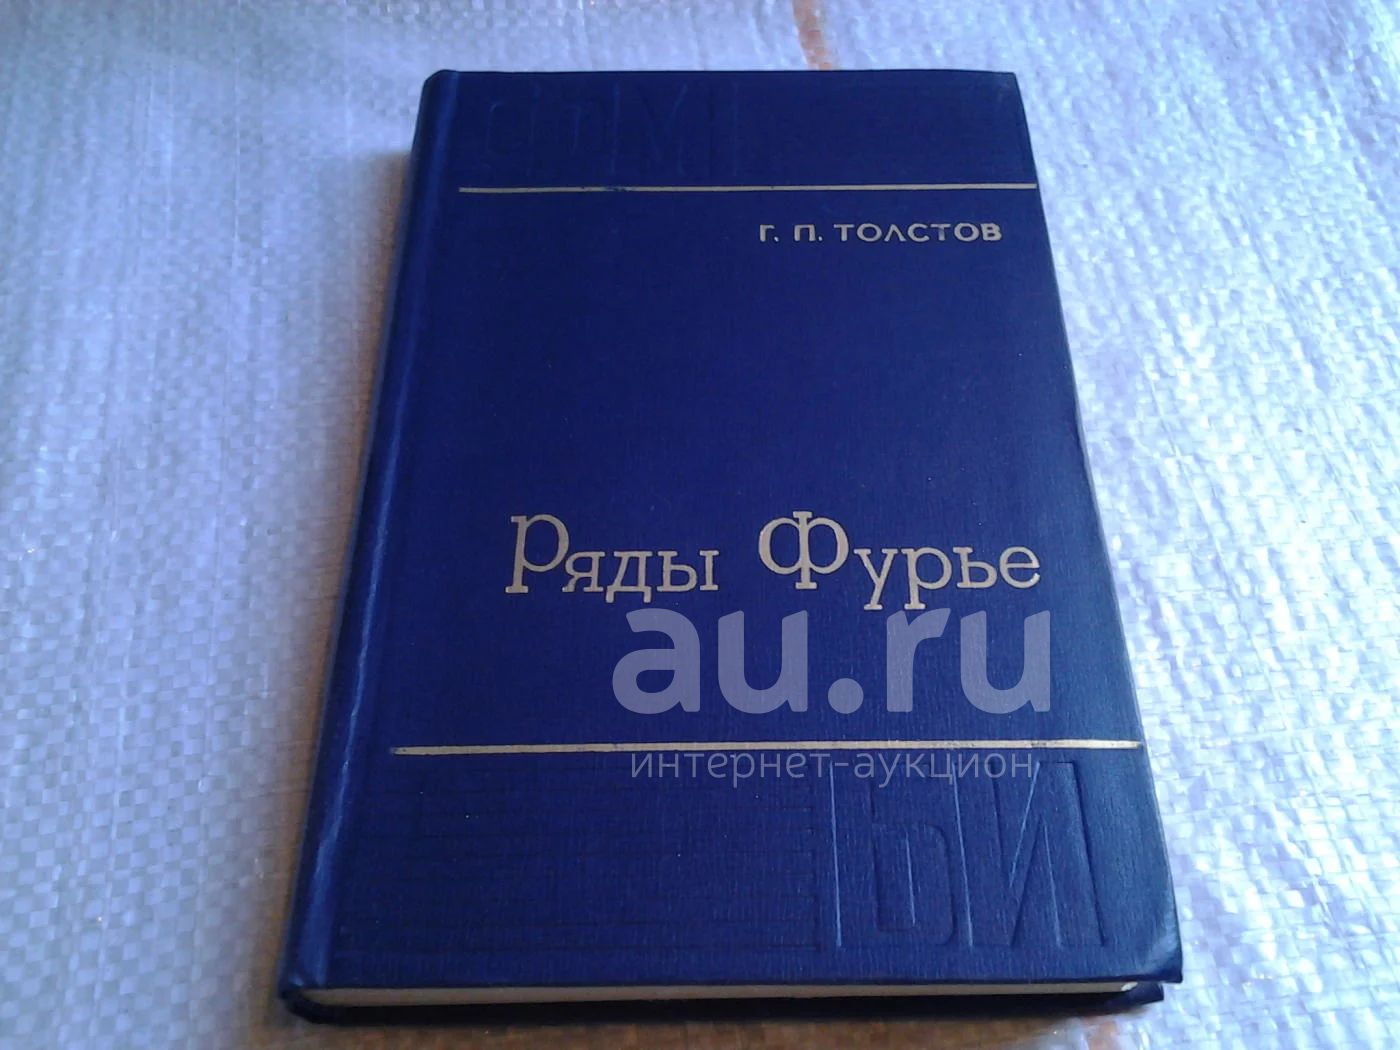 Г. П. ТОЛСТОВ
Ряды Фурье
au.ru
интернет-аукцион